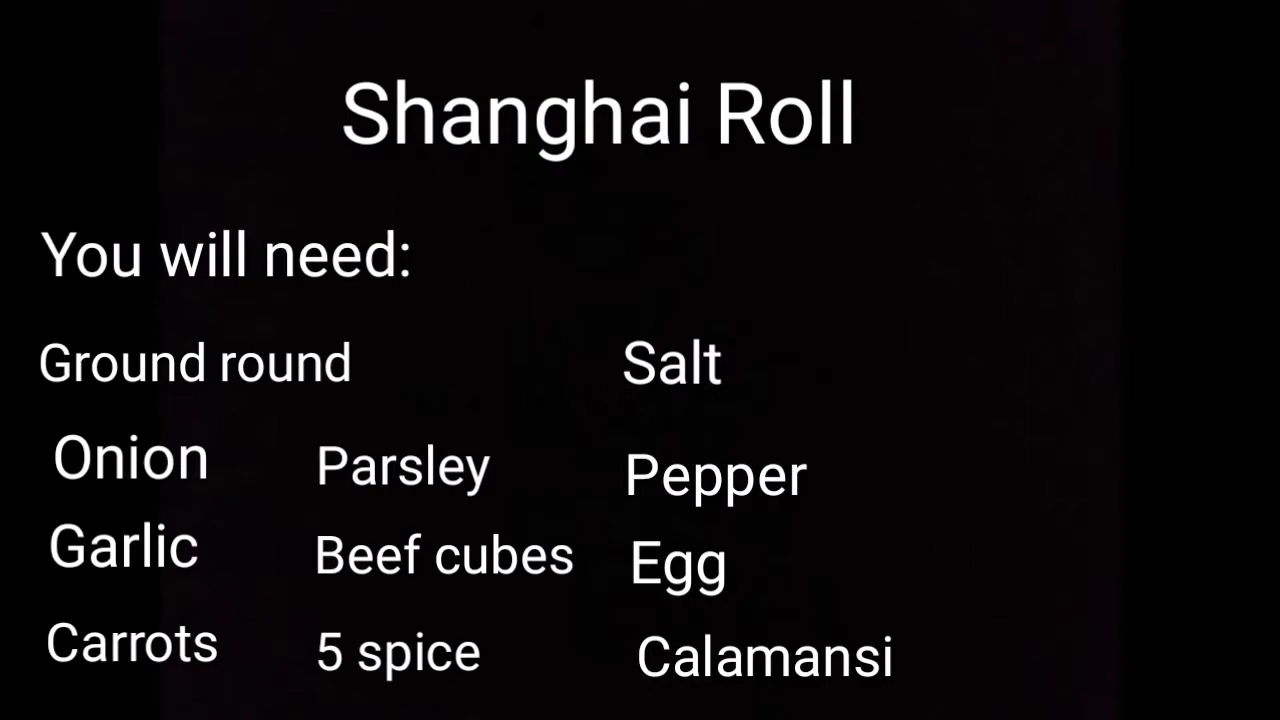 Shanghai Roll
You will need:
Ground round
Salt
Onion
Parsley
Pepper
Garlic
Beef cubes
Egg
Carrots
5 spice
Calamansi